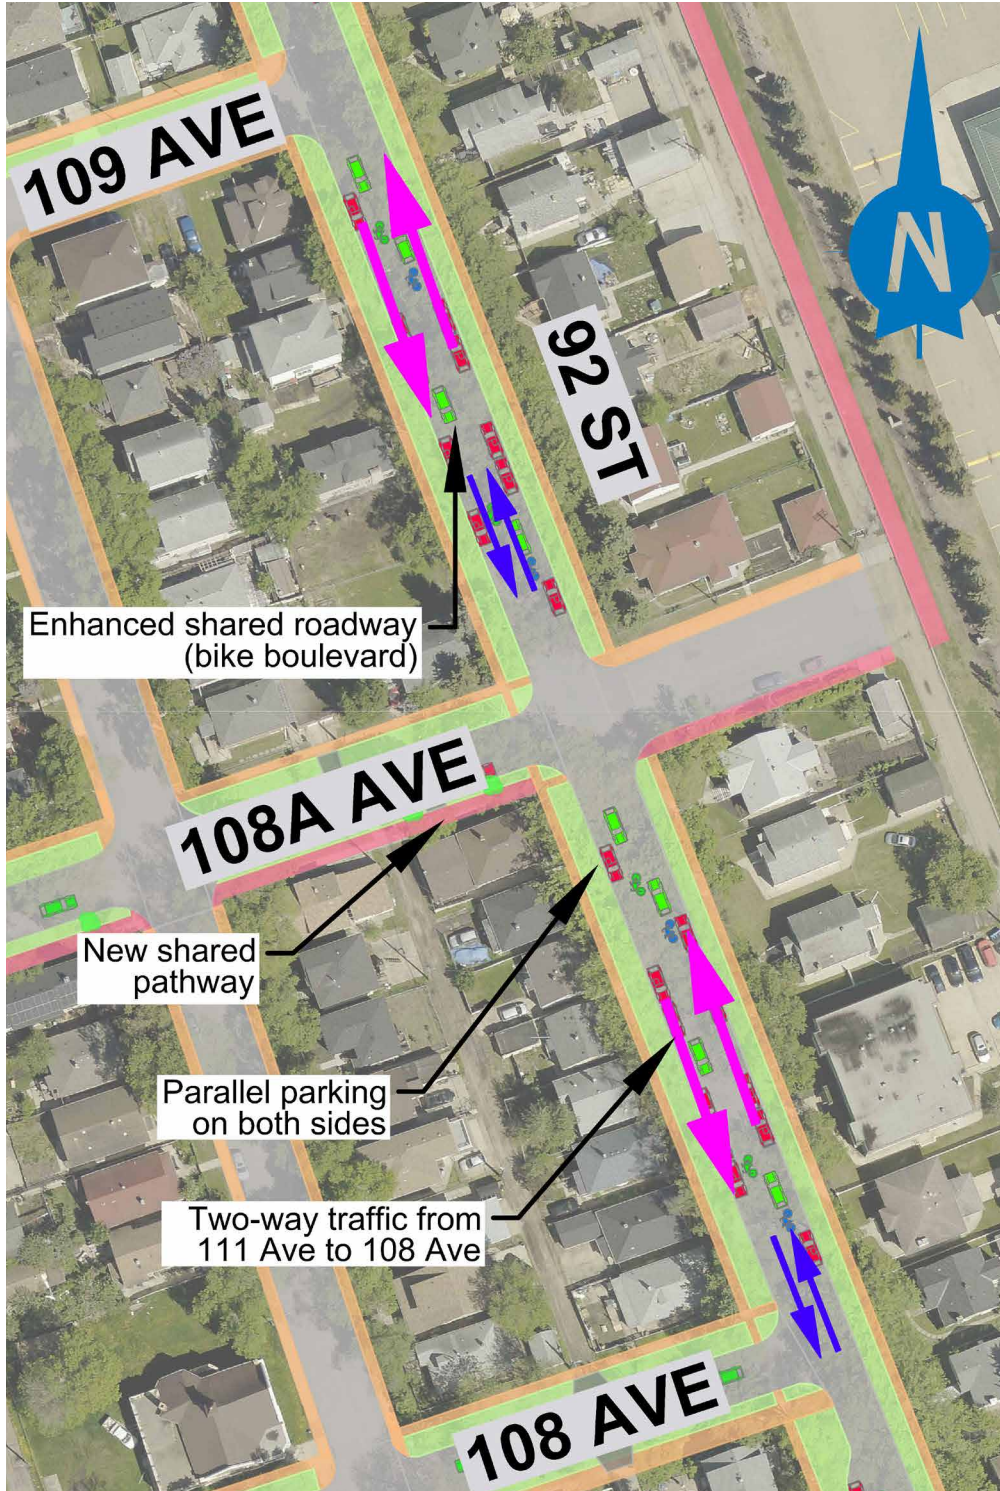 109 AVE
N
92 ST
Enhanced shared roadway
(bike boulevard)
108A AVE
New shared
pathway
Parallel parking
on both sides
Two-way traffic from
111 Ave to 108 Ave
108 AVE